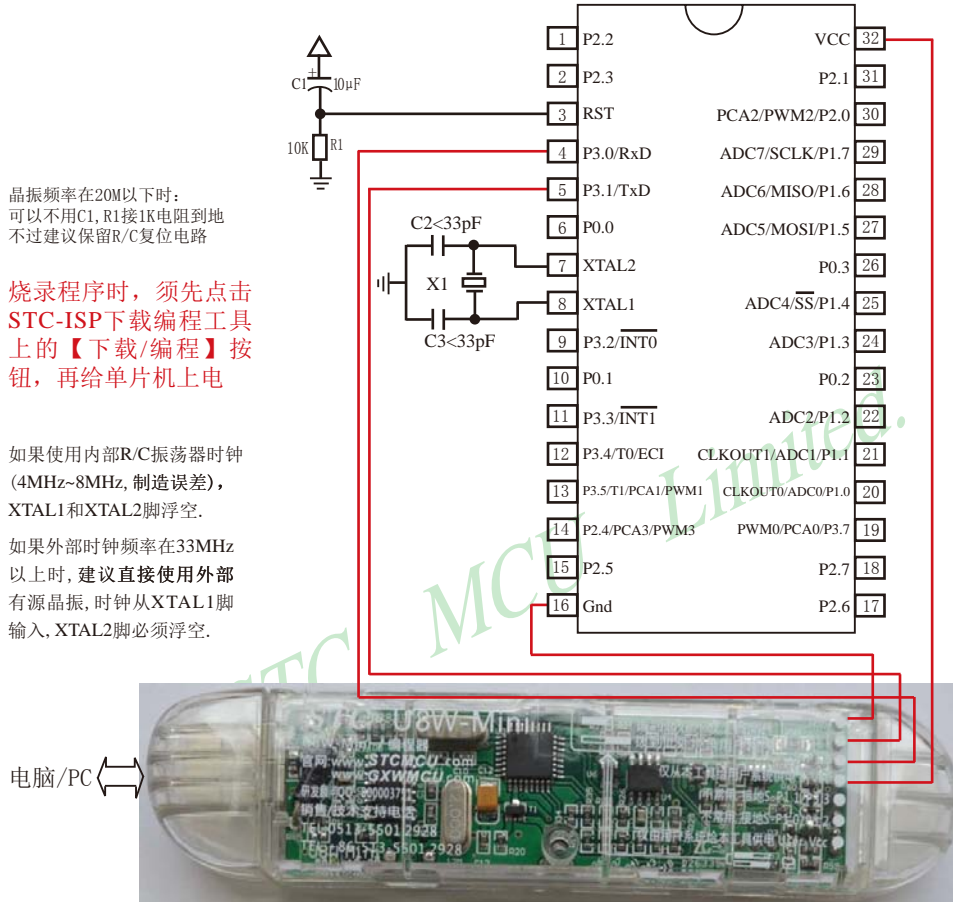 1 P2.2
2 P2.3
3 RST
4 P3.0/RxD
5 P3.1/TxD
6 P0.0
7 XTAL2
8 XTAL1
9 P3.2/INT0
10 P0.1
11 P3.3/INT1
12 P3.4/T0/ECI
13 P3.5/T1/PCA1/PWM1
14 P2.4/PCA3/PWM3
15 P2.5
16 Gnd
VCC 32
P2.1 31
PCA2/PWM2/P2.0 30
ADC7/SCLK/P1.7 29
ADC6/MISO/P1.6 28
ADC5/MOSI/P1.5 27
P0.3 26
ADC4/SS/P1.4 25
ADC3/P1.3 24
P0.2 23
ADC2/P1.2 22
CLKOUT1/ADC1/P1.1 21
CLKOUT0/ADC0/P1.0 20
PWM0/PCA0/P3.7 19
P2.7 18
P2.6 17
+
C1 10μF
10K R1
C2<33pF
X1
C3<33pF
晶振频率在20M以下时：
可以不用C1,R1接1K电阻到地
不过建议保留R/C复位电路
烧录程序时，须先点击
STC-ISP下载编程工具
上的【下载/编程】按
钮，再给单片机上电
如果使用内部R/C振荡器时钟
(4MHz~8MHz,制造误差)，
XTAL1和XTAL2脚浮空.
如果外部时钟频率在33MHz
以上时,建议直接使用外部
有源晶振,时钟从XTAL1脚
输入,XTAL2脚必须浮空.
STC MCU Limited.
电脑/PC
U8W-Mini
官网:www.STCMCU.com
www.GXWMCU.com
销售/技术支持电话
TEL:0513-5501 2928
R20